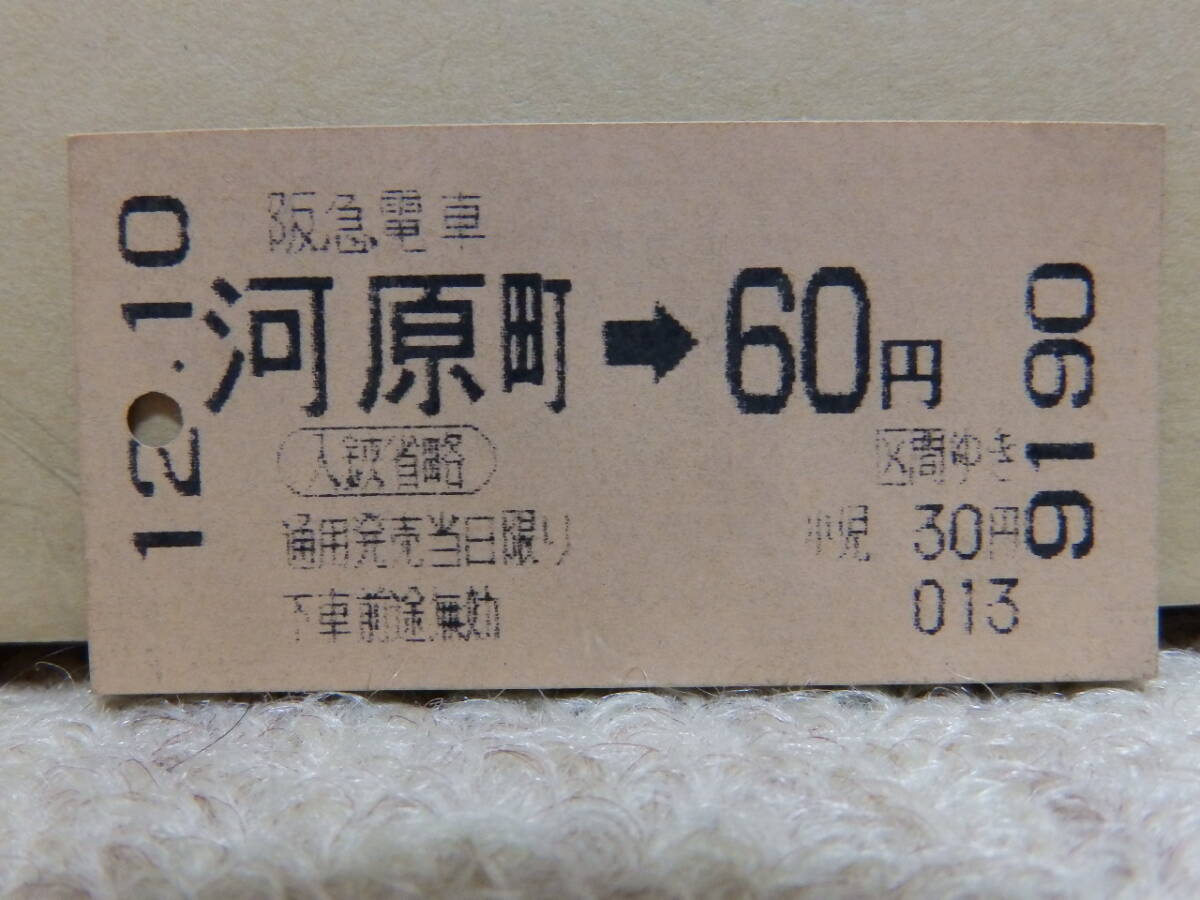 12.10
阪急電車
河原町➡60円
入鋏省略
区間ゆき
通用発売当日限り
小児 30円
下車前途無効
013
9190